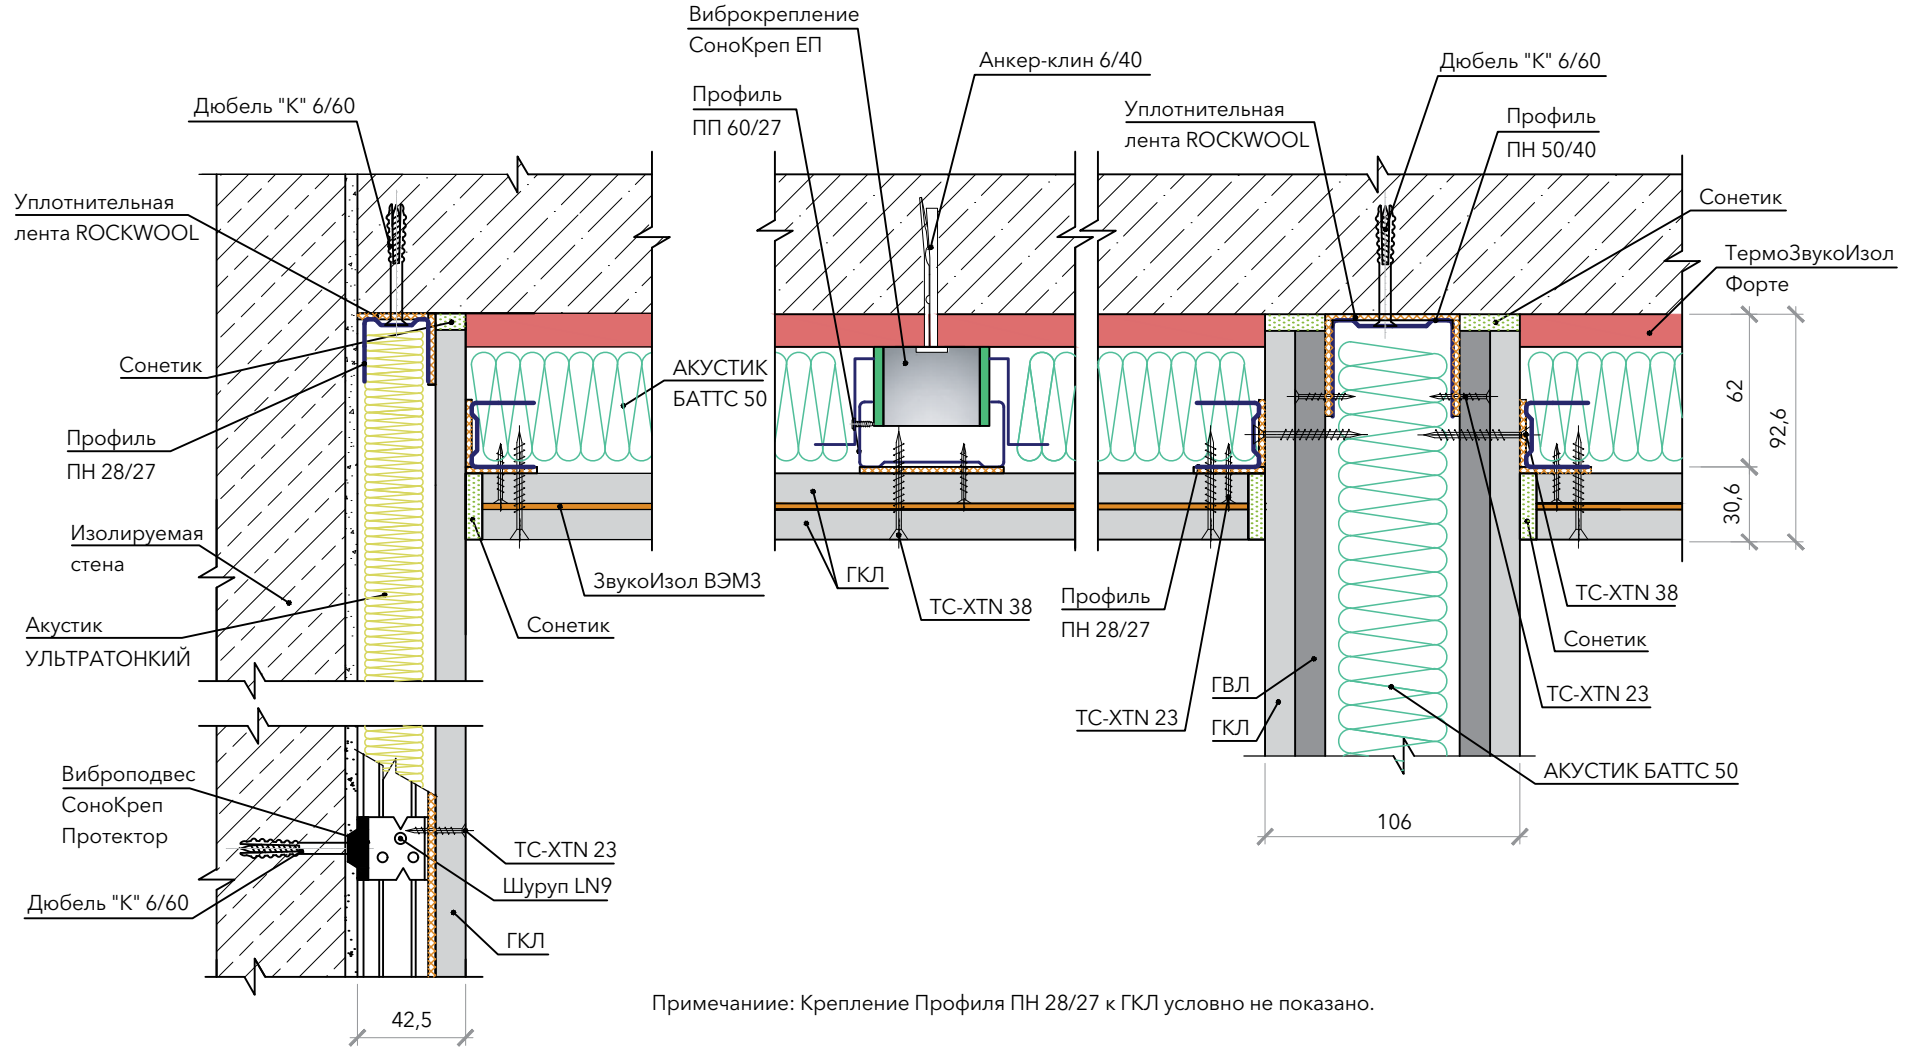 Виброкрепление
СоноКреп ЕП
Анкер-клин 6/40
Дюбель "К" 6/60
Профиль
ПП 60/27
Дюбель "К" 6/60
Уплотнительная
лента ROCKWOOL
Профиль
ПН 50/40
Уплотнительная
лента ROCKWOOL
Сонетик
ТермоЗвукоИзол
Форте
Сонетик
АКУСТИК
БАТТС 50
62
92,6
30,6
Профиль
ПН 28/27
Изолируемая
стена
ЗвукоИзол ВЭМЗ
ГКЛ
ТС-XTN 38
Профиль
ПН 28/27
ТС-XTN 38
Акустик
УЛЬТРАТОНКИЙ
Сонетик
Сонетик
ГВЛ
ГКЛ
ТС-XTN 23
ТС-XTN 23
АКУСТИК БАТТС 50
Виброподвес
СоноКреп
Протектор
106
ТС-XTN 23
Шуруп LN9
Дюбель "К" 6/60
ГКЛ
42,5
Примечаниие: Крепление Профиля ПН 28/27 к ГКЛ условно не показано.